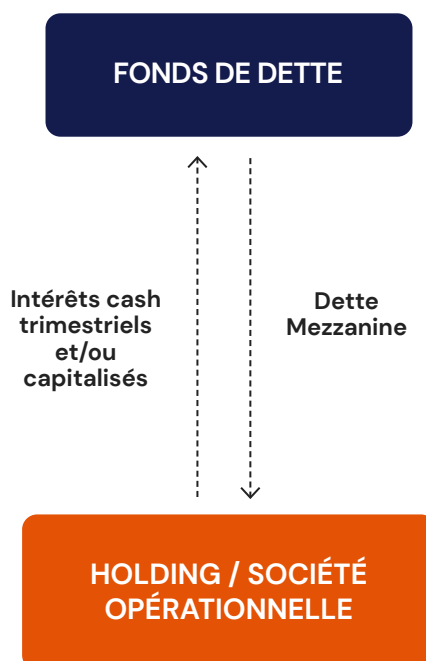 FONDS DE DETTE
Intérêts cash
trimestriels
et/ou
capitalisés
Dette
Mezzanine
HOLDING / SOCIÉTÉ
OPÉRATIONNELLE